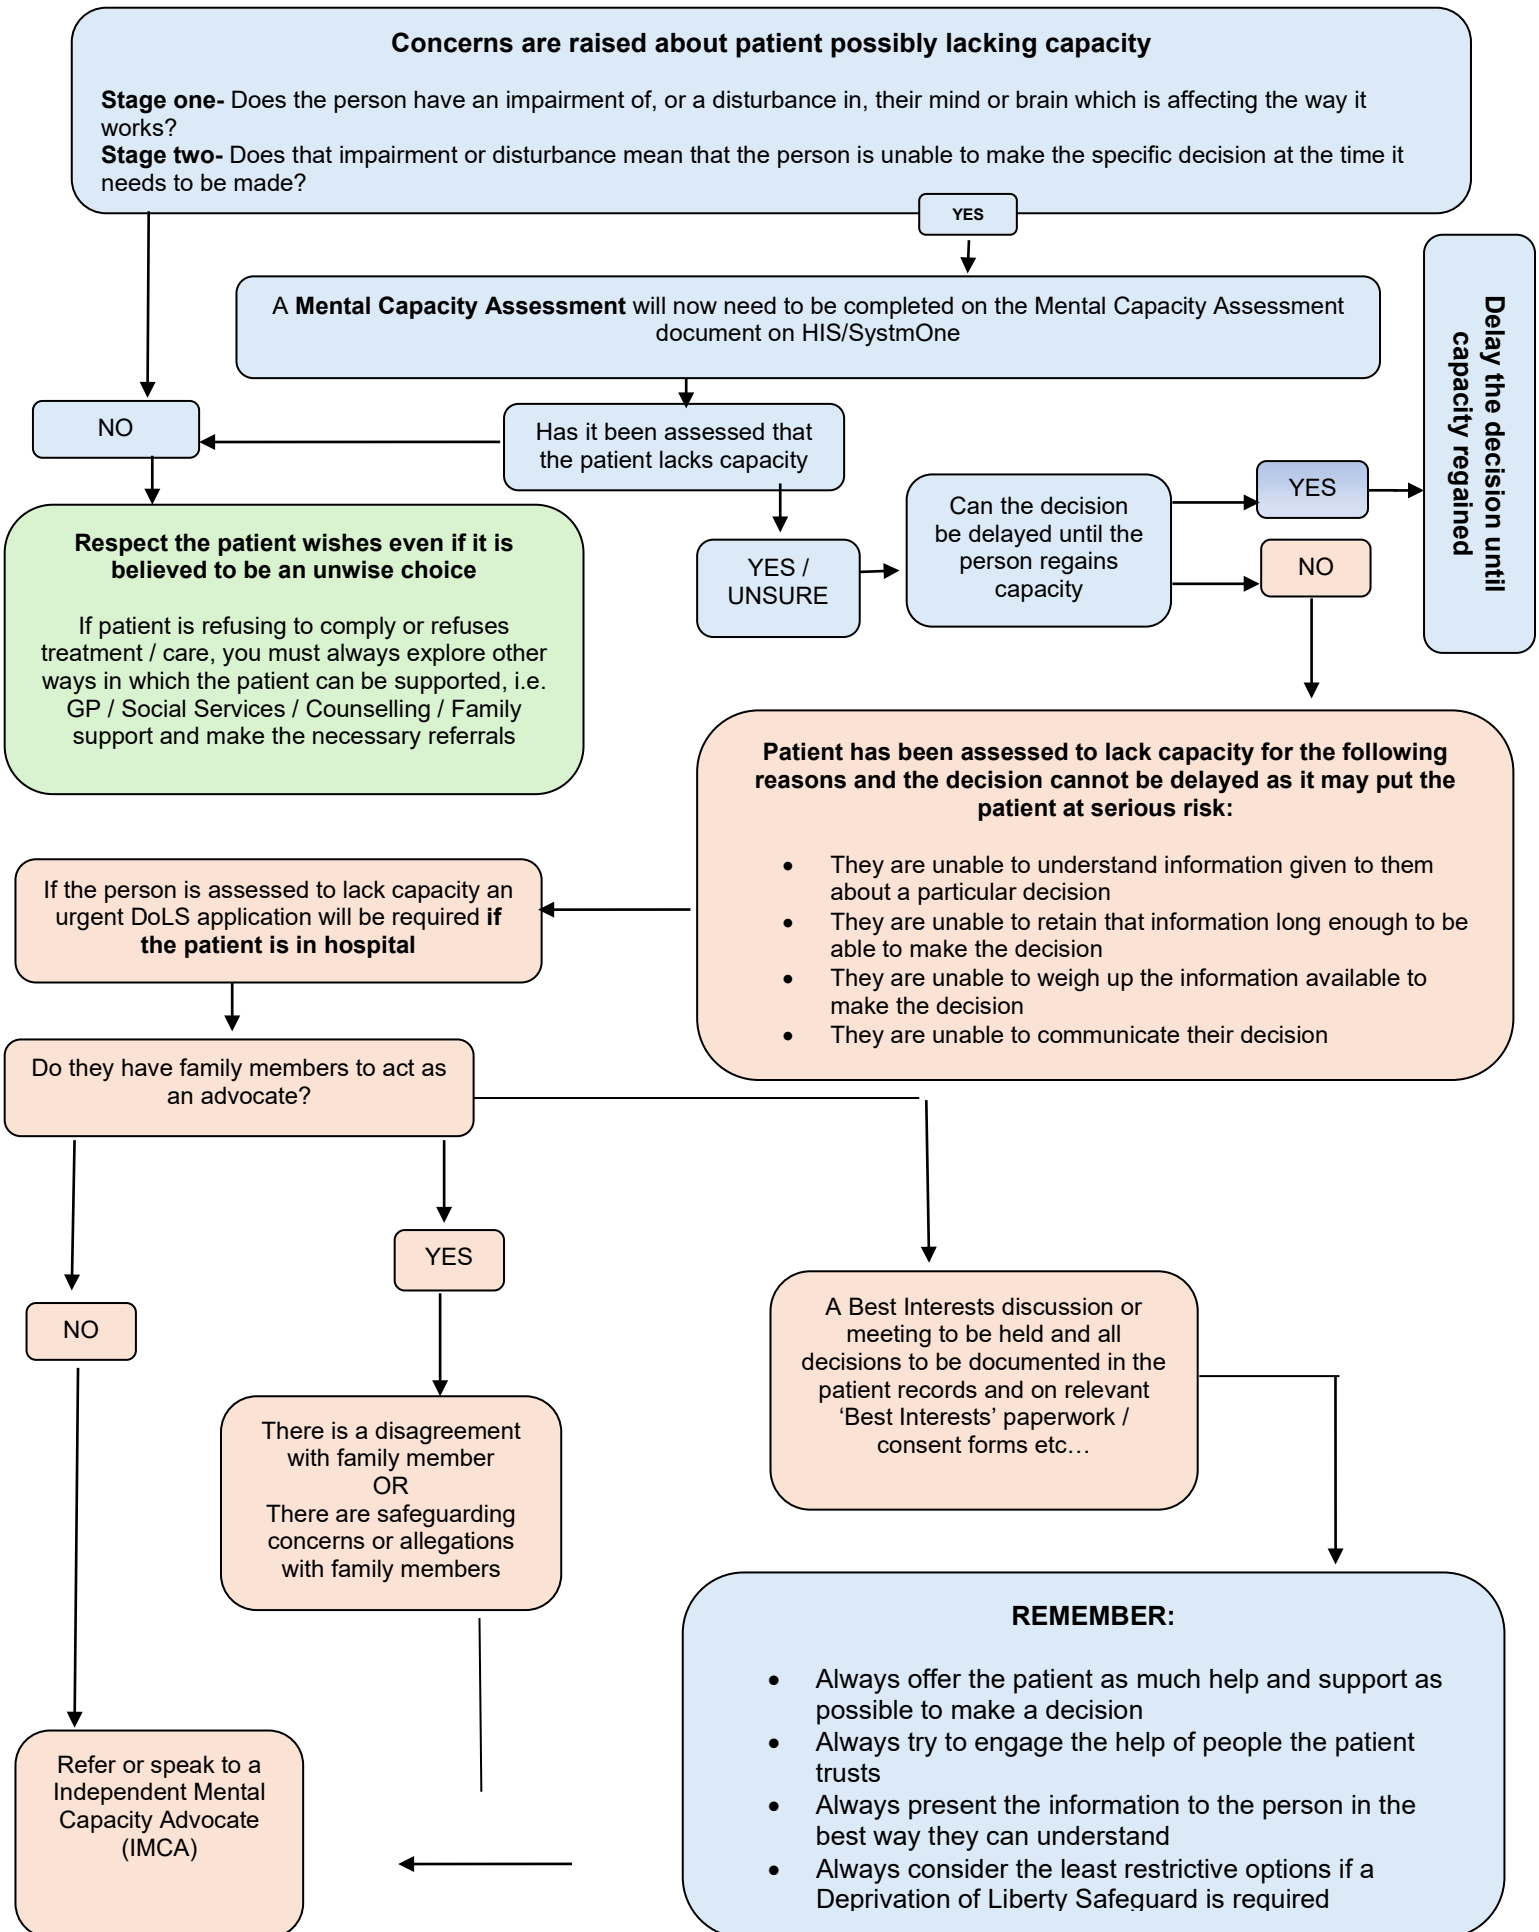 Concerns are raised about patient possibly lacking capacity
Stage one- Does the person have an impairment of, or a disturbance in, their mind or brain which is affecting the way it
works?
Stage two- Does that impairment or disturbance mean that the person is unable to make the specific decision at the time it
needs to be made?
YES
A Mental Capacity Assessment will now need to be completed on the Mental Capacity Assessment
document on HIS/SystmOne
Delay the decision until
capacity regained
NO
Has it been assessed that
the patient lacks capacity
YES /
UNSURE
Can the decision
be delayed until the
person regains
capacity
YES
NO
Respect the patient wishes even if it is
believed to be an unwise choice
If patient is refusing to comply or refuses
treatment / care, you must always explore other
ways in which the patient can be supported, i.e.
GP / Social Services / Counselling / Family
support and make the necessary referrals
Patient has been assessed to lack capacity for the following
reasons and the decision cannot be delayed as it may put the
patient at serious risk:
• They are unable to understand information given to them
about a particular decision
• They are unable to retain that information long enough to be
able to make the decision
• They are unable to weigh up the information available to
make the decision
• They are unable to communicate their decision
If the person is assessed to lack capacity an
urgent DoLS application will be required if
the patient is in hospital
Do they have family members to act as
an advocate?
YES
NO
There is a disagreement
with family member
OR
There are safeguarding
concerns or allegations
with family members
A Best Interests discussion or
meeting to be held and all
decisions to be documented in the
patient records and on relevant
‘Best Interests’ paperwork /
consent forms etc…
Refer or speak to a
Independent Mental
Capacity Advocate
(IMCA)
REMEMBER:
• Always offer the patient as much help and support as
possible to make a decision
• Always try to engage the help of people the patient
trusts
• Always present the information to the person in the
best way they can understand
• Always consider the least restrictive options if a
Deprivation of Liberty Safeguard is required